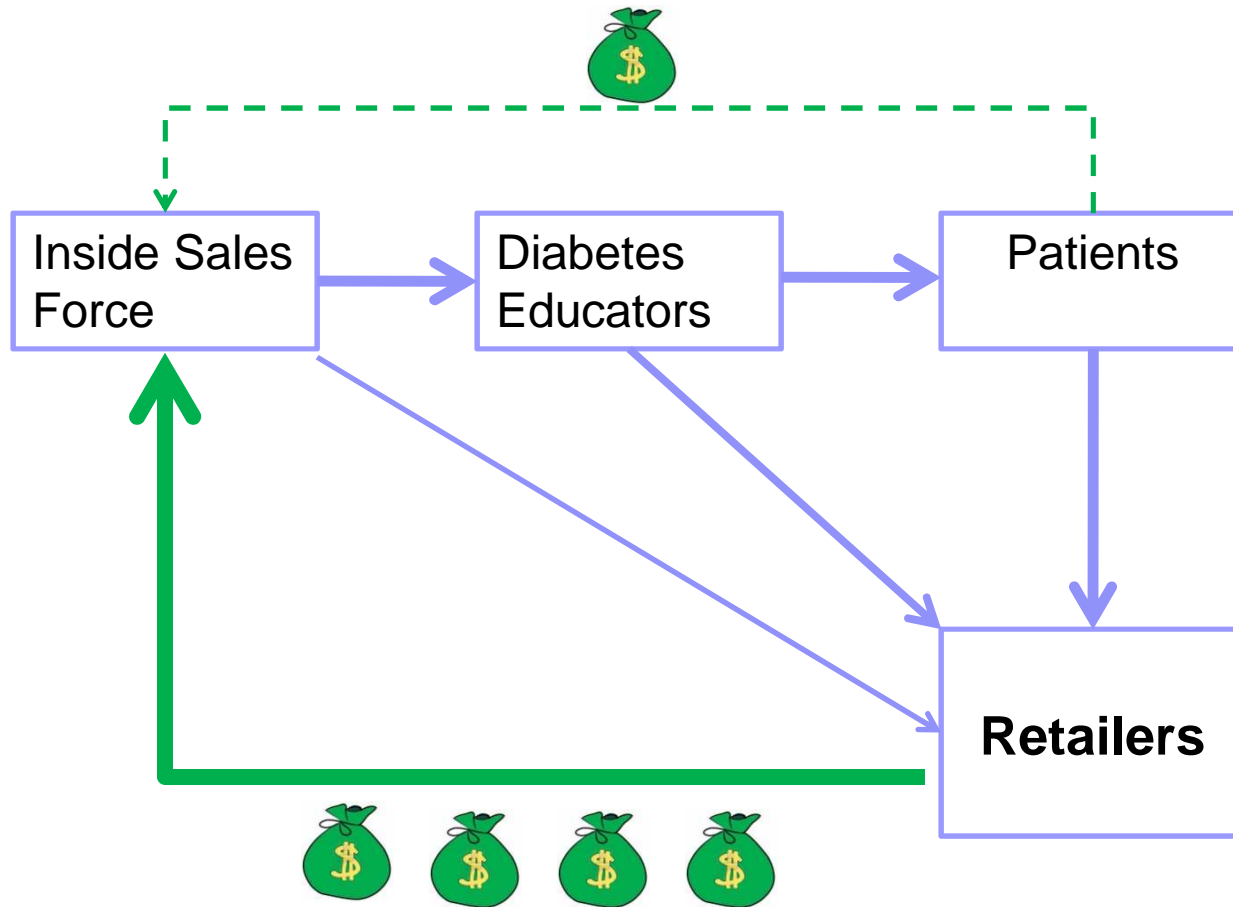 $
Inside Sales
Force
Diabetes
Educators
Patients
Retailers
$ $ $ $